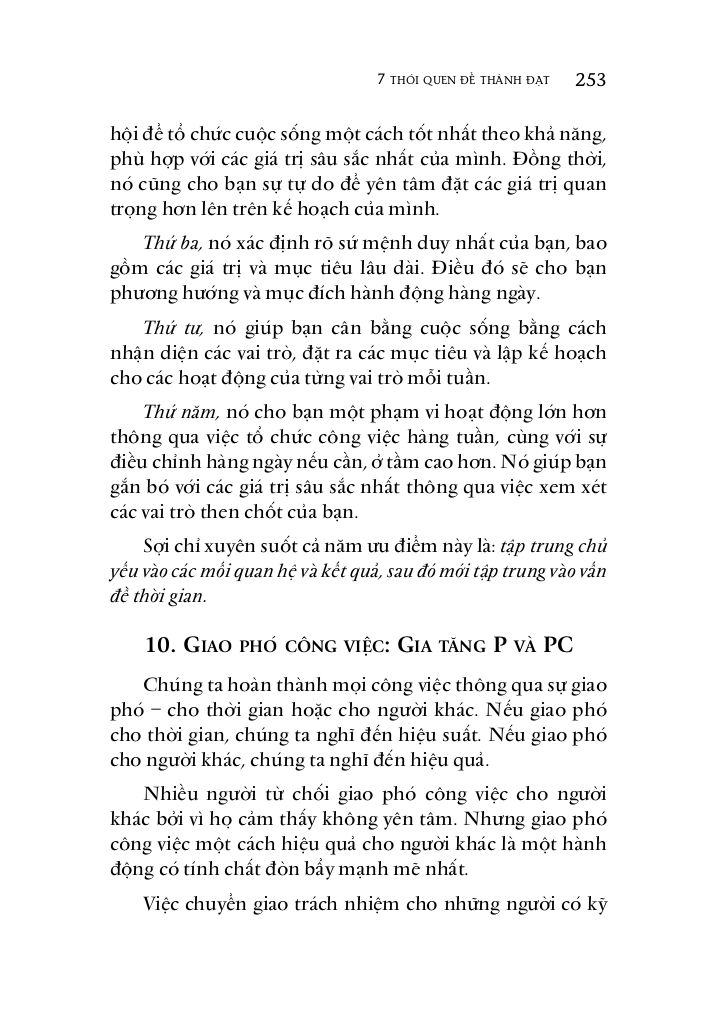 7 THÓI QUEN ĐỂ THÀNH ĐẠT 253
hội để tổ chức cuộc sống một cách tốt nhất theo khả năng,
phù hợp với các giá trị sâu sắc nhất của mình. Đồng thời,
nó cũng cho bạn sự tự do để yên tâm đặt các giá trị quan
trọng hơn lên trên kế hoạch của mình.
Thứ ba, nó xác định rõ sứ mệnh duy nhất của bạn, bao
gồm các giá trị và mục tiêu lâu dài. Điều đó sẽ cho bạn
phương hướng và mục đích hành động hàng ngày.
Thứ tư, nó giúp bạn cân bằng cuộc sống bằng cách
nhận diện các vai trò, đặt ra các mục tiêu và lập kế hoạch
cho các hoạt động của từng vai trò mỗi tuần.
Thứ năm, nó cho bạn một phạm vi hoạt động lớn hơn
thông qua việc tổ chức công việc hàng tuần, cùng với sự
điều chỉnh hàng ngày nếu cần, ở tầm cao hơn. Nó giúp bạn
gắn bó với các giá trị sâu sắc nhất thông qua việc xem xét
các vai trò then chốt của bạn.
Sợi chỉ xuyên suốt cả năm ưu điểm này là: tập trung chủ
yếu vào các mối quan hệ và kết quả, sau đó mới tập trung vào vấn
đề thời gian.
10. GIAO PHÓ CÔNG VIỆC: GIA TĂNG P VÀ PC
Chúng ta hoàn thành mọi công việc thông qua sự giao
phó – cho thời gian hoặc cho người khác. Nếu giao phó
cho thời gian, chúng ta nghĩ đến hiệu suất. Nếu giao phó
cho người khác, chúng ta nghĩ đến hiệu quả.
Nhiều người từ chối giao phó công việc cho người
khác bởi vì họ cảm thấy không yên tâm. Nhưng giao phó
công việc một cách hiệu quả cho người khác là một hành
động có tính chất đòn bẩy mạnh mẽ nhất.
Việc chuyển giao trách nhiệm cho những người có kỹ